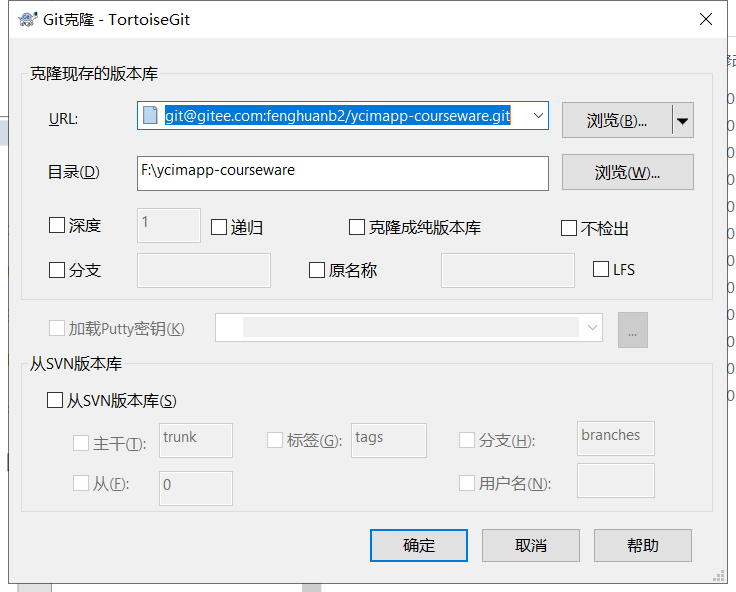 Git克隆 - TortoiseGit
克隆现存的版本库
URL: git@gitee.com:fenghuanb2/ycimapp-courseware.git 浏览(B)...
目录(D) F:\ycimapp-courseware 浏览(W)...
深度 1 递归 克隆成纯版本库 不检出
分支 原名称 LFS
加载Putty密钥(K) ...
从SVN版本库
从SVN版本库(S)
主干(T): trunk 标签(G): tags 分支(H): branches
从(F): 0 用户名(N):
确定 取消 帮助